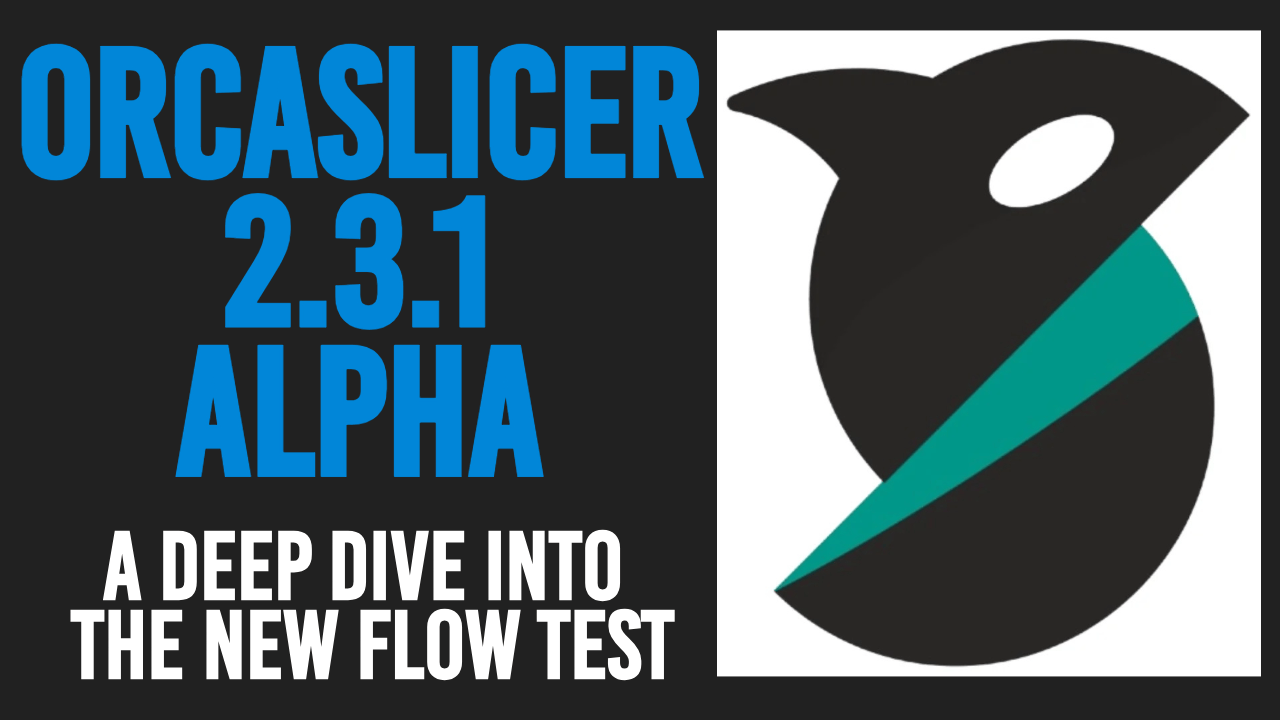 ORCASLICER
2.3.1
ALPHA
A DEEP DIVE INTO
THE NEW FLOW TEST